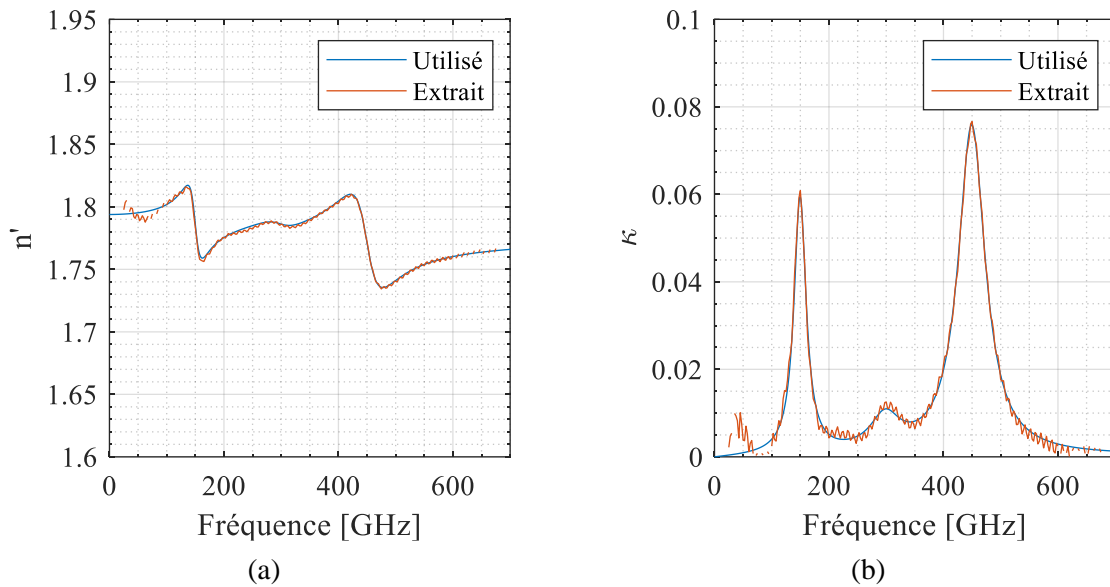 1.95
1.9
1.85
1.8
1.75
1.7
1.65
1.6
n'
0
200
400
600
Fréquence [GHz]
Utilisé
Extrait
(a)
0.1
0.08
0.06
0.04
0.02
0
κ
0
200
400
600
Fréquence [GHz]
Utilisé
Extrait
(b)